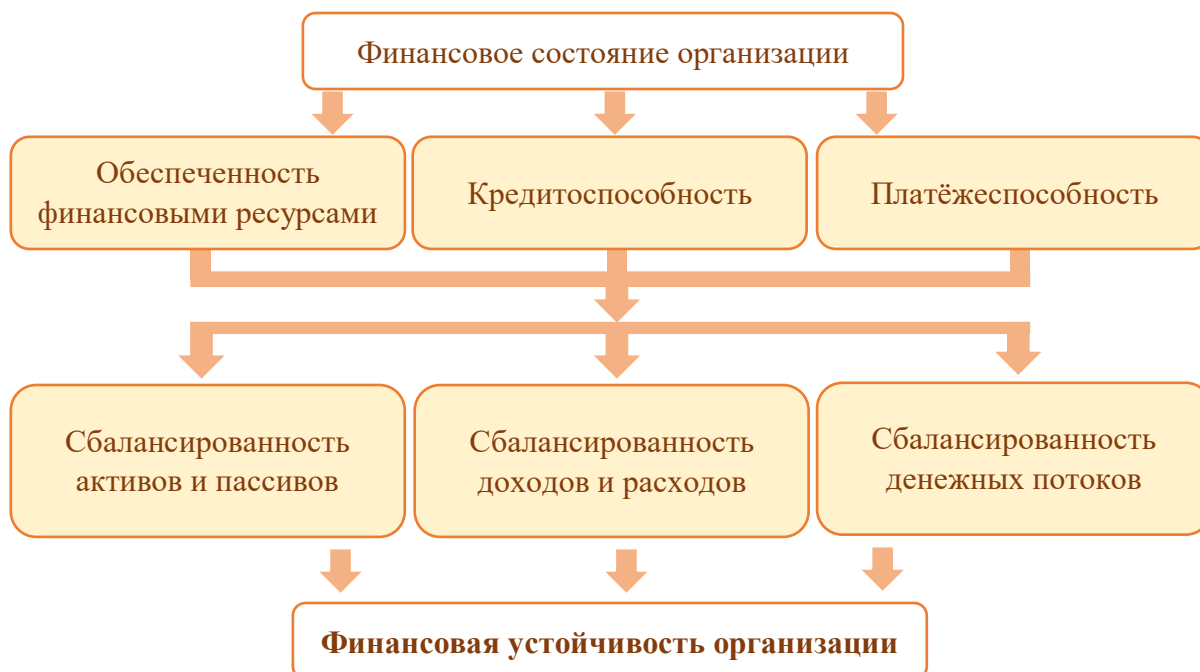 Финансовое состояние организации
Обеспеченность
финансовыми ресурсами
Кредитоспособность
Платёжеспособность
Сбалансированность
активов и пассивов
Сбалансированность
доходов и расходов
Сбалансированность
денежных потоков
Финансовая устойчивость организации